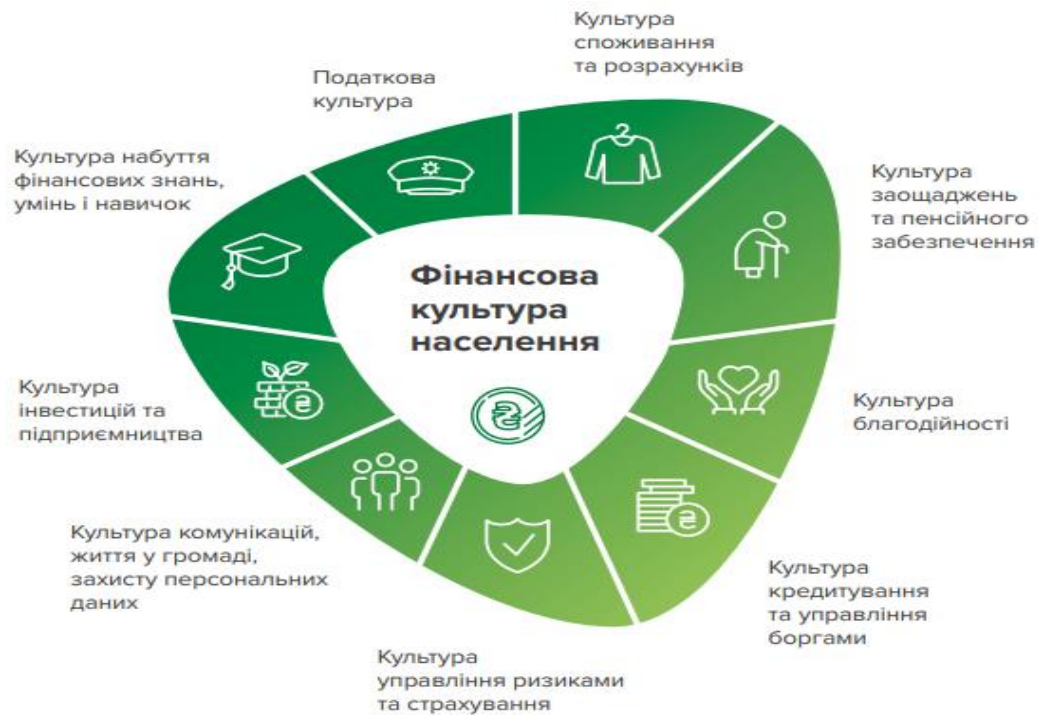 Культура
споживання
та розрахунків
Податкова
культура
Культура набуття
фінансових знань,
умінь і навичок
Культура
заощаджень
та пенсійного
забезпечення
Фінансова
культура
населення
₴
Культура
інвестицій та
підприємництва
₴
Культура
благодійності
₴
Культура комунікацій,
життя у громаді,
захисту персональних
даних
Культура
кредитування
та управління
боргами
Культура
управління ризиками
та страхування